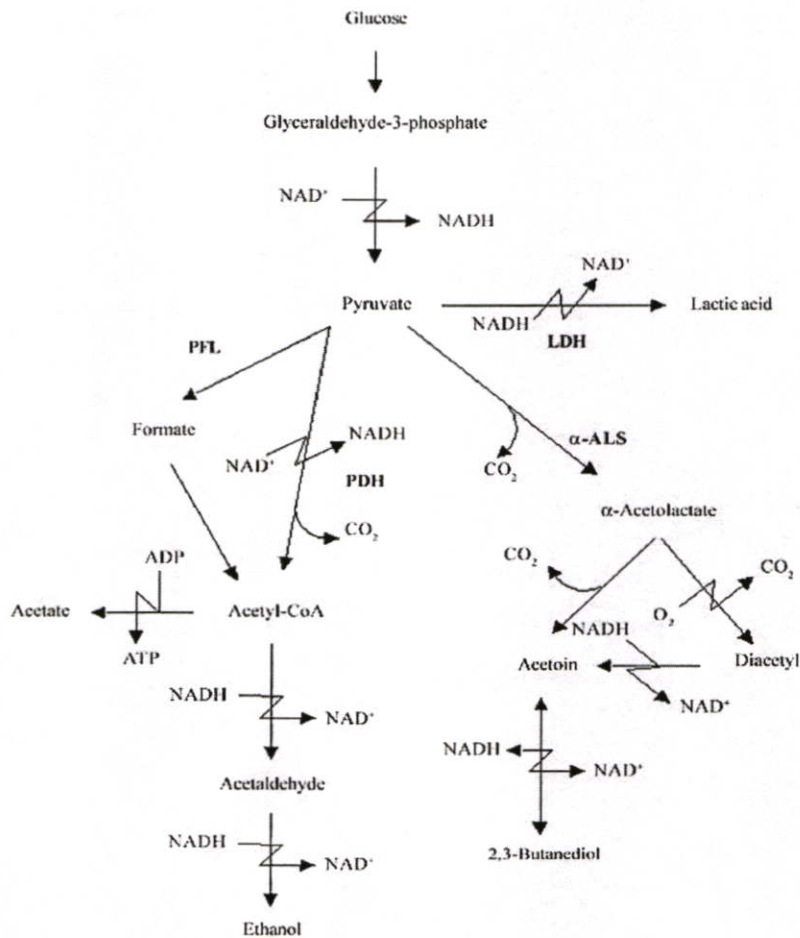 Glucose
Glyceraldehyde-3-phosphate
NAD⁺
NADH
Pyruvate
NAD⁺
NADH
LDH
Lactic acid
PFL
Formate
NAD⁺
NADH
PDH
CO₂
α-ALS
CO₂
α-Acetolactate
ADP
Acetate
ATP
Acetyl-CoA
CO₂
O₂
CO₂
NADH
Acetoin
Diacetyl
NAD⁺
NADH
NAD⁺
Acetaldehyde
NADH
NAD⁺
2,3-Butanediol
NADH
NAD⁺
Ethanol